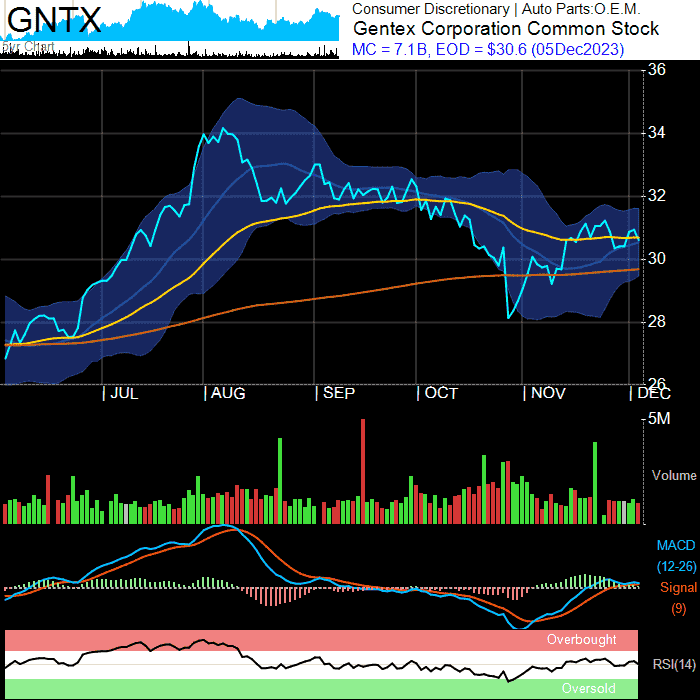 GNTX
5yr Chart
Consumer Discretionary | Auto Parts:O.E.M.
Gentex Corporation Common Stock
MC = 7.1B, EOD = $30.6 (05Dec2023)
36
34
32
30
28
26
JUL AUG SEP OCT NOV DEC
5M
Volume
MACD
(12-26)
Signal
(9)
Overbought
RSI(14)
Oversold